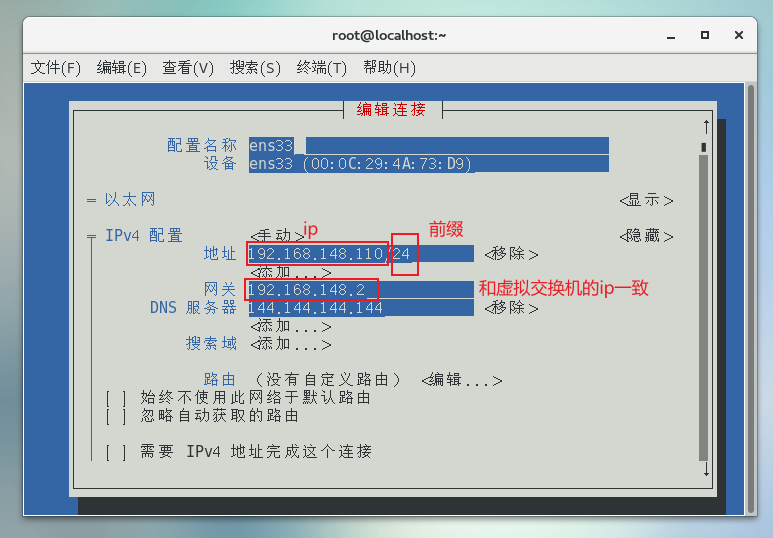 root@localhost:~
文件(F) 编辑(E) 查看(V) 搜索(S) 终端(T) 帮助(H)
编辑连接
配置名称 ens33
设备 ens33 (00:0C:29:4A:73:D9)
= 以太网 <显示>
ip 前缀
= IPv4 配置 <手动> <隐藏>
地址 192.168.148.110/24 <移除>
<添加...>
网关 192.168.148.2 和虚拟交换机的ip一致
DNS 服务器 144.144.144.144 <移除>
<添加...>
搜索域 <添加...>
路由 (没有自定义路由) <编辑...>
[ ] 始终不使用此网络于默认路由
[ ] 忽略自动获取的路由
[ ] 需要 IPv4 地址完成这个连接